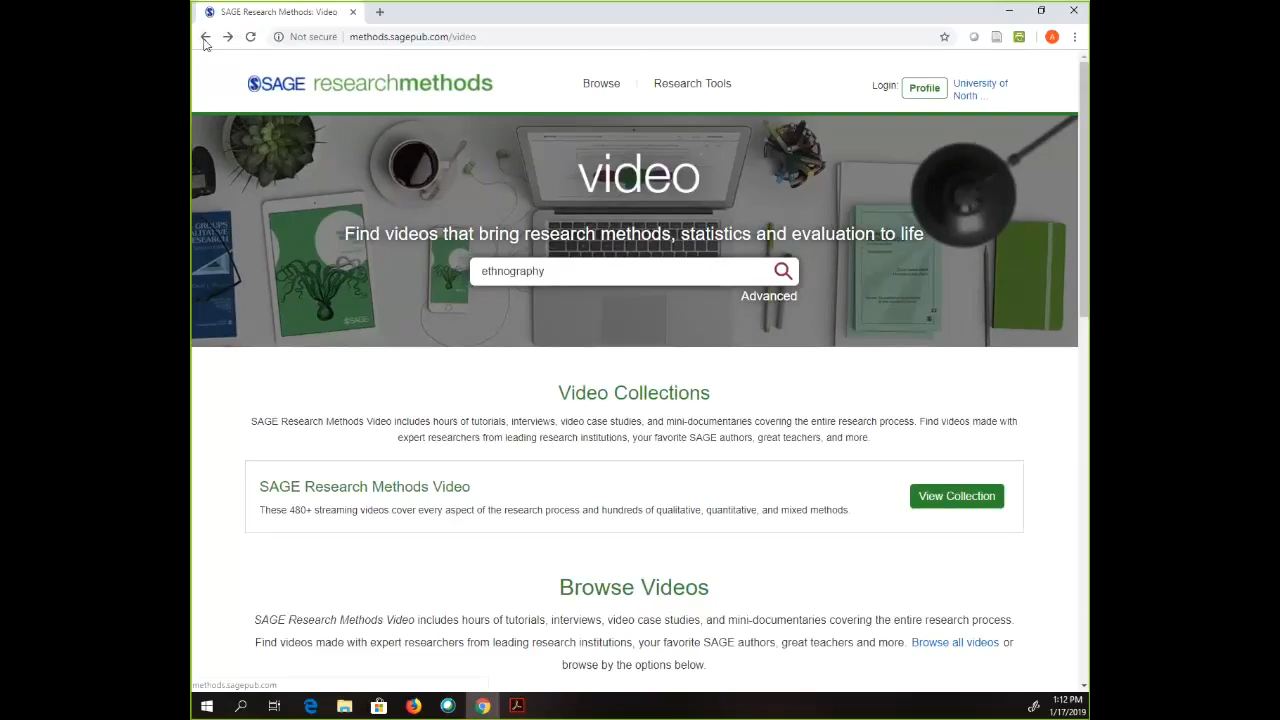 SAGE Research Methods: Video
Not secure
methods.sagepub.com/video
SAGE researchmethods
Browse
Research Tools
Login:
Profile
University of
North ...
video
Find videos that bring research methods, statistics and evaluation to life
ethnography
Advanced
Video Collections
SAGE Research Methods Video includes hours of tutorials, interviews, video case studies, and mini-documentaries covering the entire research process. Find videos made with
expert researchers from leading research institutions, your favorite SAGE authors, great teachers, and more.
SAGE Research Methods Video
These 480+ streaming videos cover every aspect of the research process and hundreds of qualitative, quantitative, and mixed methods.
View Collection
Browse Videos
SAGE Research Methods Video includes hours of tutorials, interviews, video case studies, and mini-documentaries covering the entire research process.
Find videos made with expert researchers from leading research institutions, your favorite SAGE authors, great teachers and more. Browse all videos or
browse by the options below.
methods.sagepub.com
1:12 PM
1/17/2019